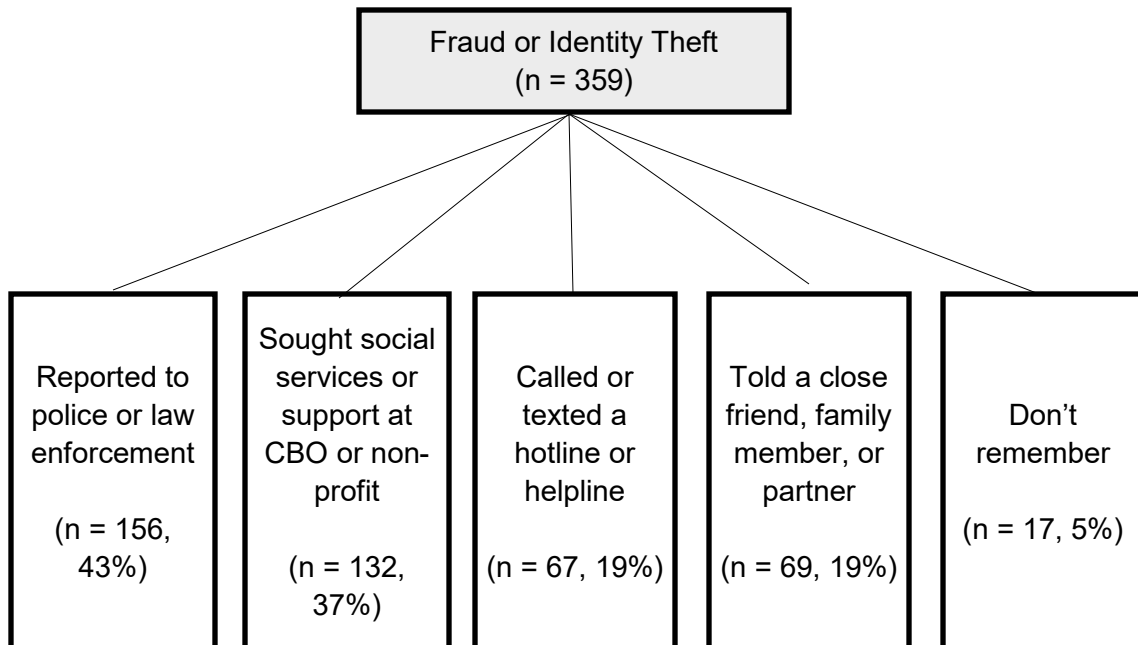 Fraud or Identity Theft
(n = 359)
Reported to
police or law
enforcement
(n = 156,
43%)
Sought social
services or
support at
CBO or non-
profit
(n = 132,
37%)
Called or
texted a
hotline or
helpline
(n = 67, 19%)
Told a close
friend, family
member, or
partner
(n = 69, 19%)
Don’t
remember
(n = 17, 5%)